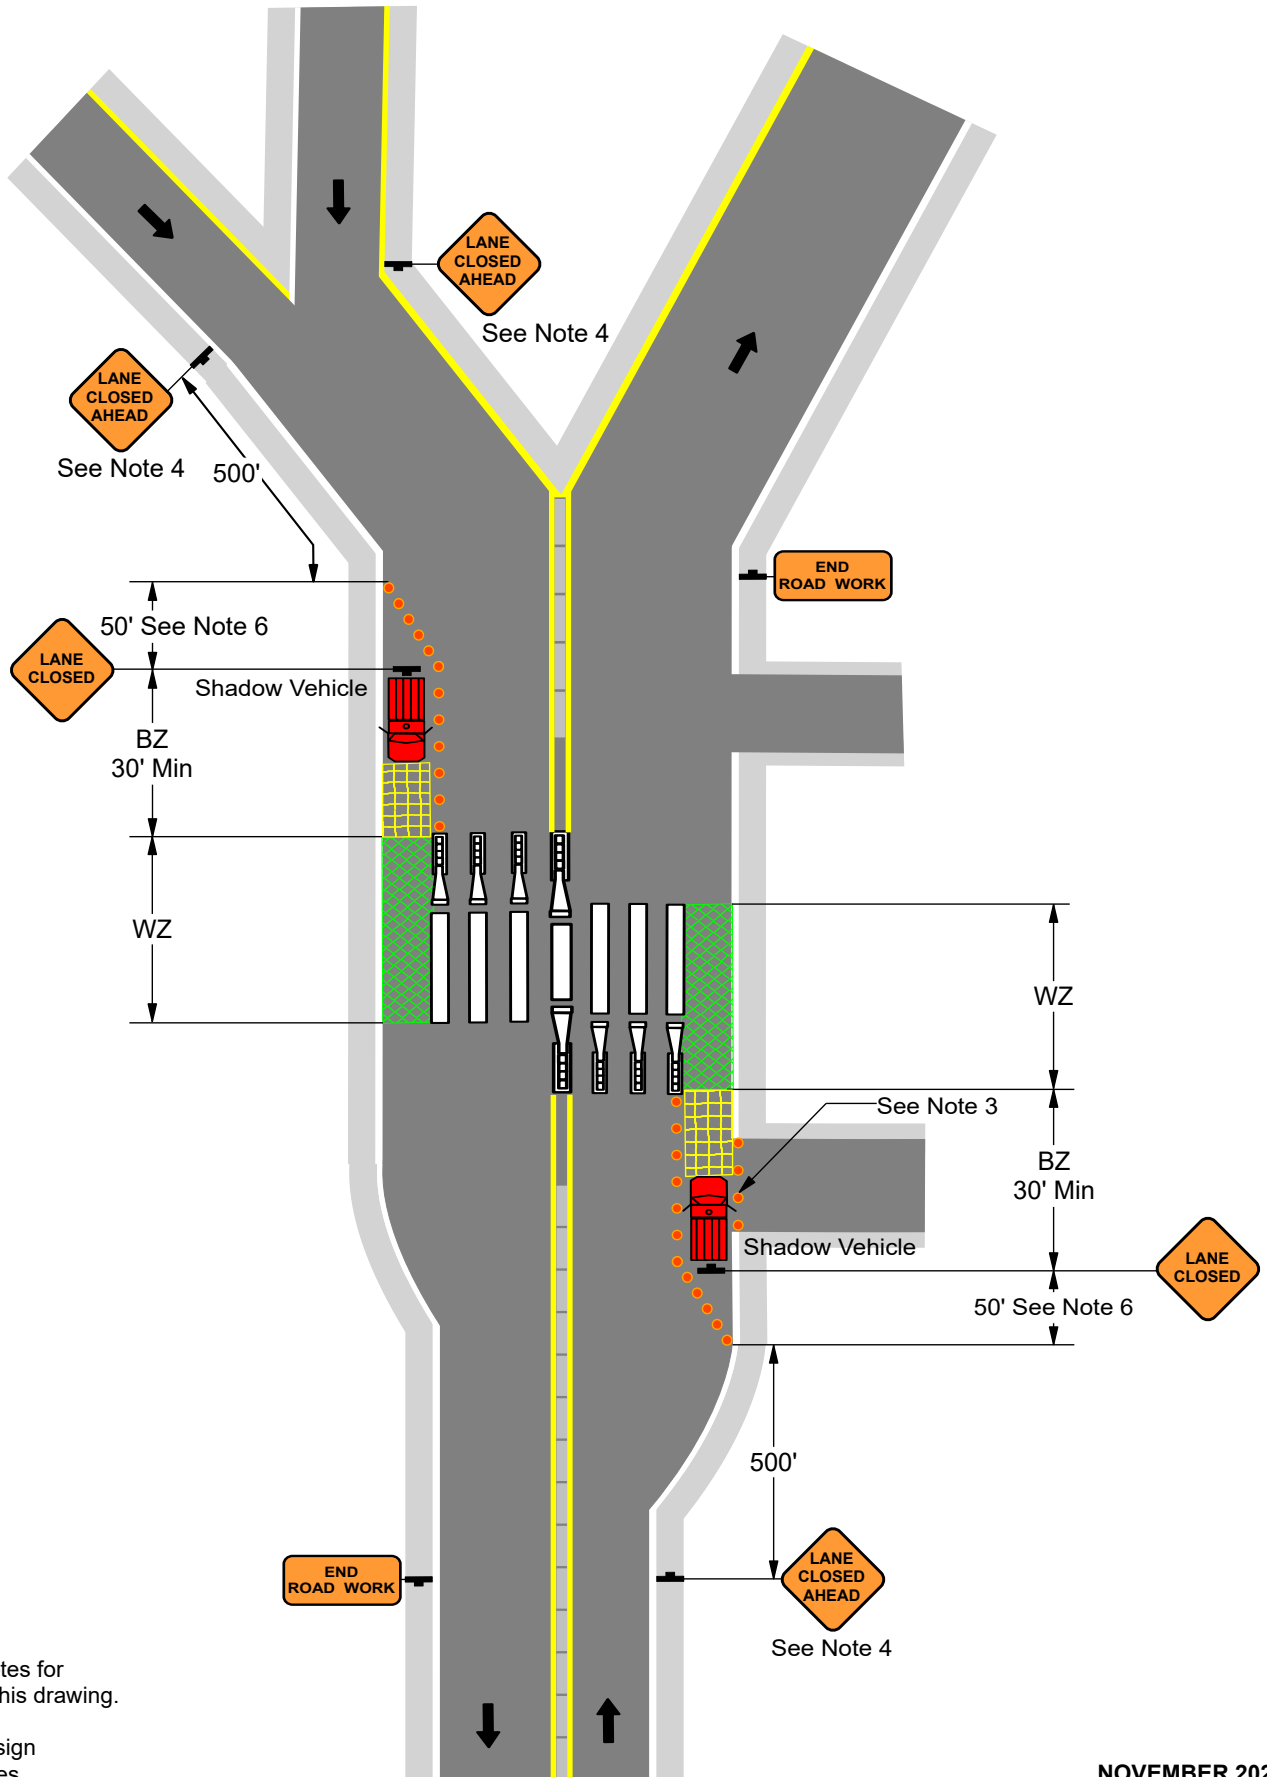 LANE
CLOSED
AHEAD
See Note 4
LANE
CLOSED
AHEAD
See Note 4
500'
END
ROAD WORK
50' See Note 6
LANE
CLOSED
Shadow Vehicle
BZ
30' Min
WZ
WZ
See Note 3
BZ
30' Min
Shadow Vehicle
LANE
CLOSED
50' See Note 6
500'
END
ROAD WORK
LANE
CLOSED
AHEAD
See Note 4
tes for
his drawing.
sign
es
NOVEMBER 202